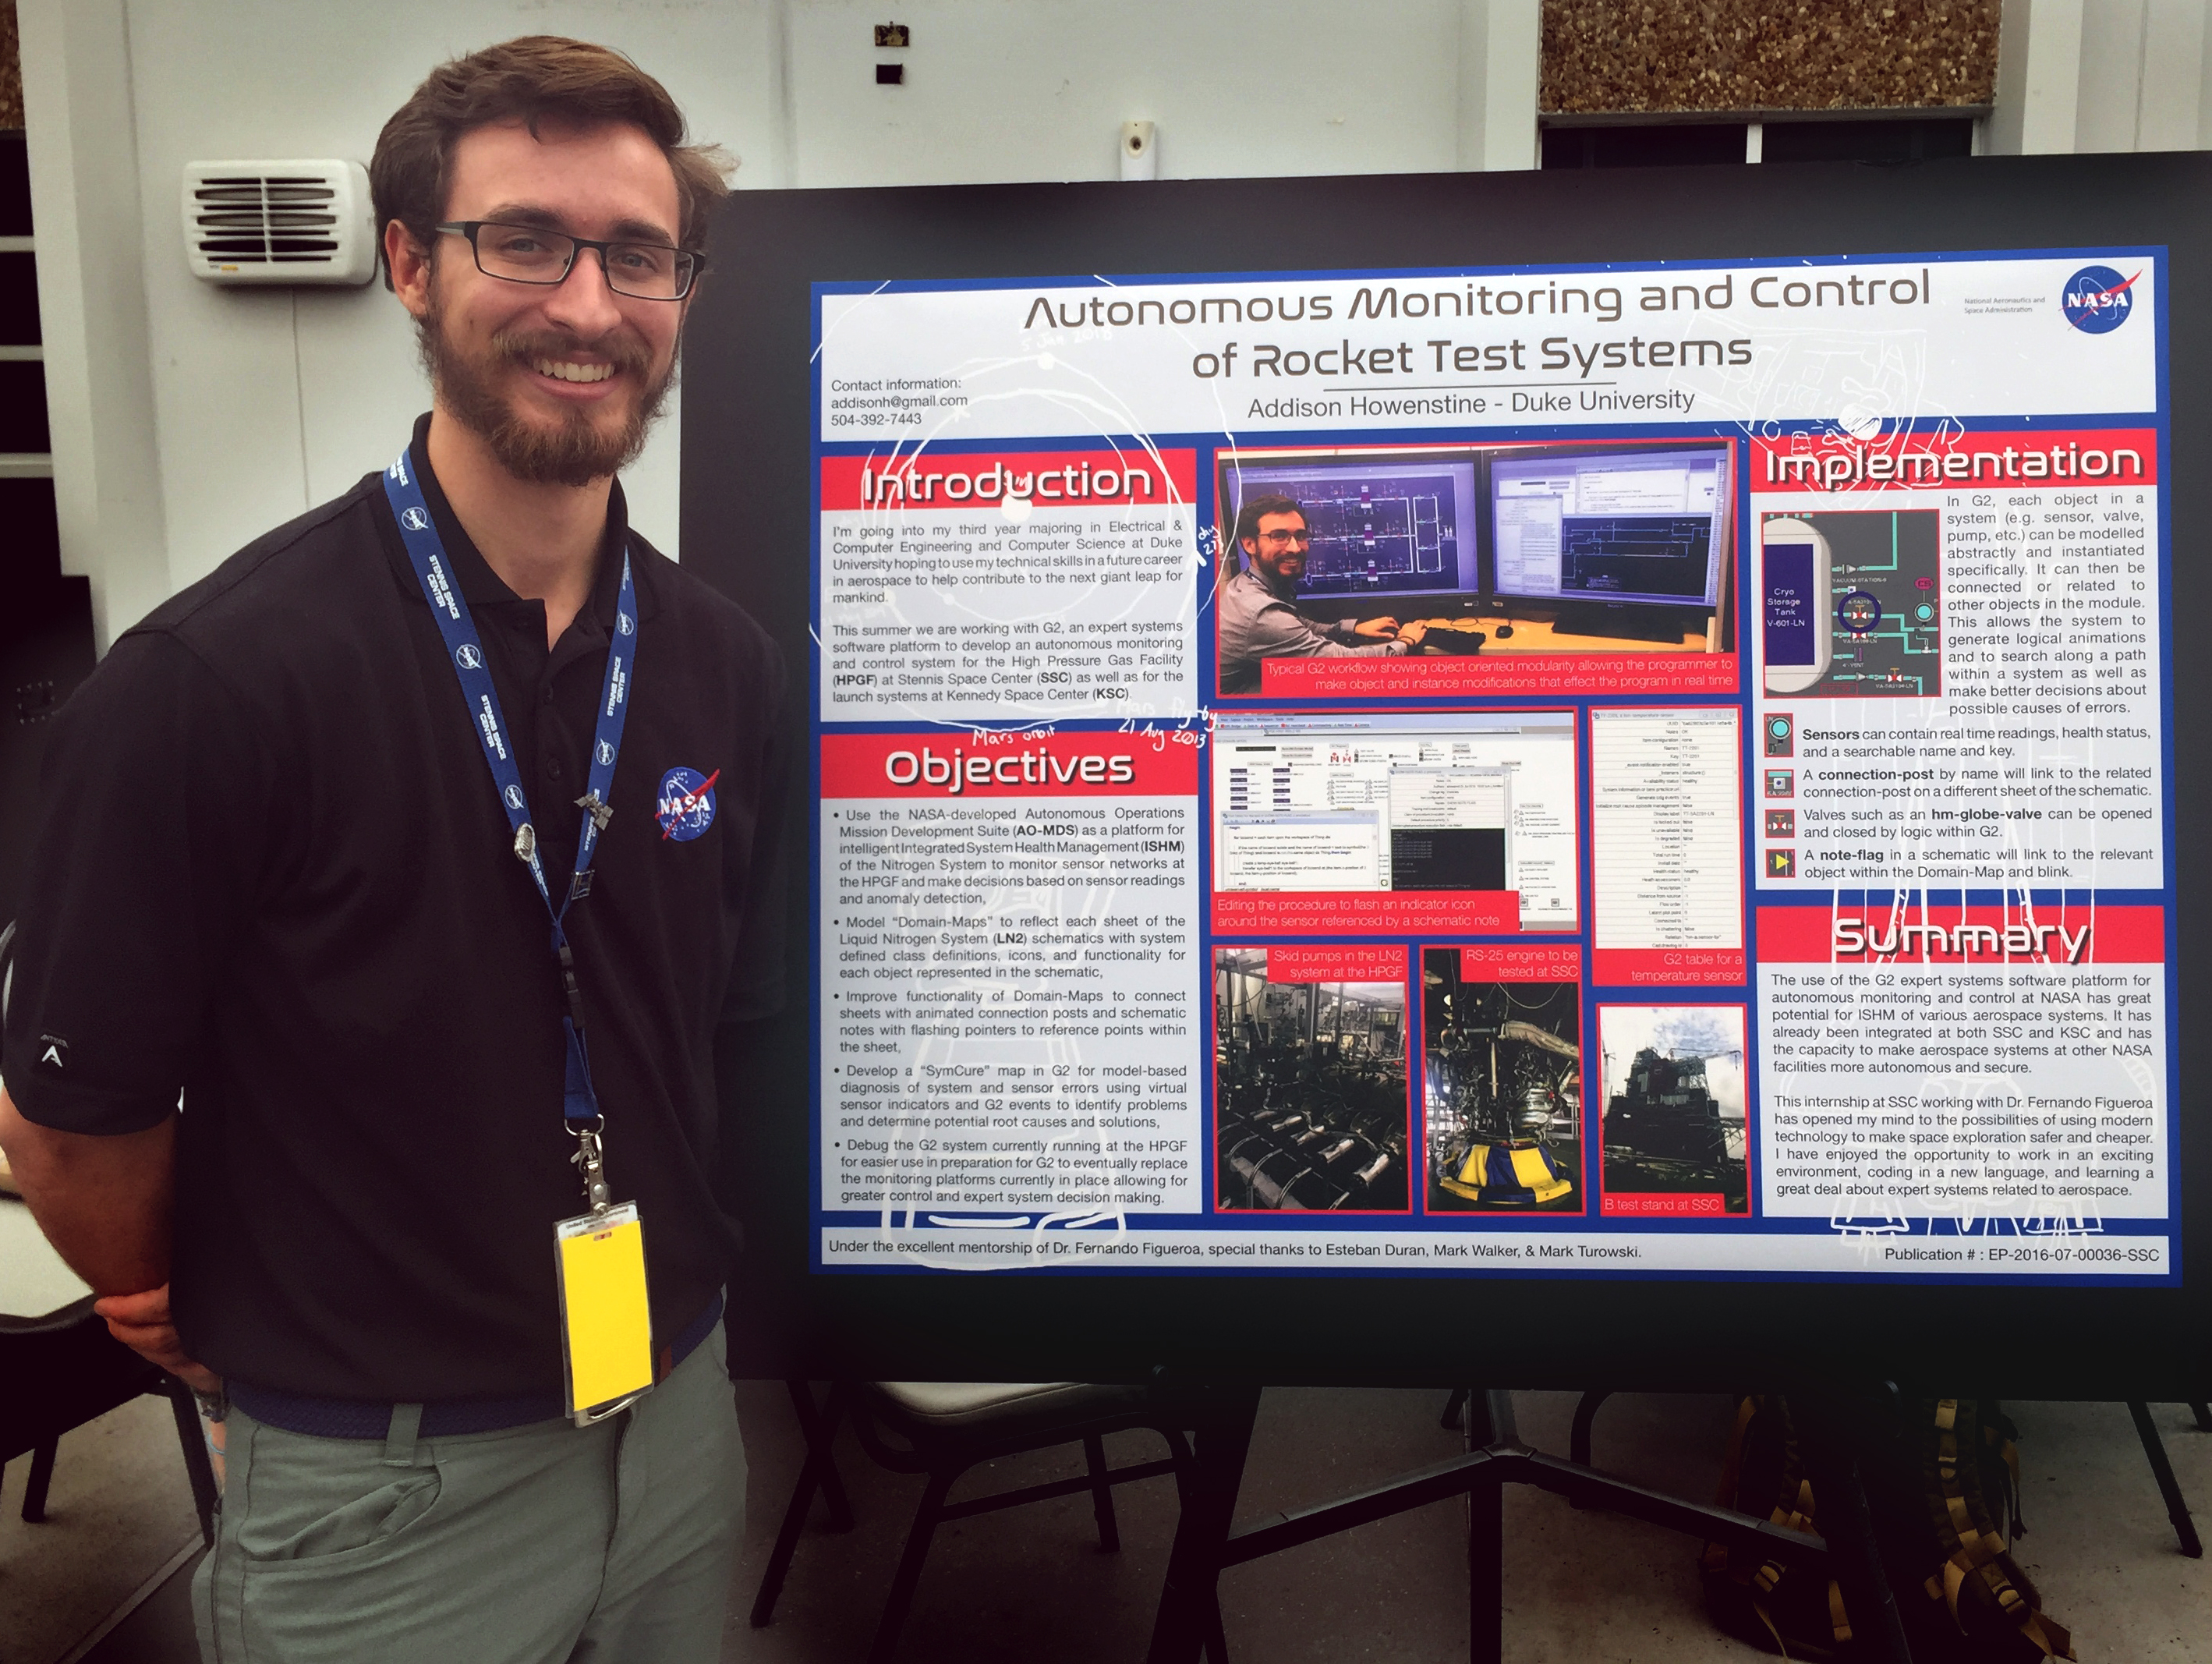 STENNIS SPACE CENTER
STENNIS SPACE CENTER
STENNIS SPACE CENTER
NASA
Autonomous Monitoring and Control
of Rocket Test Systems
Addison Howenstine - Duke University
Contact information:
addisonh@gmail.com
504-392-7443
National Aeronautics and
Space Administration
NASA
Introduction
I'm going into my third year majoring in Electrical &
Computer Engineering and Computer Science at Duke
University hoping to use my technical skills in a future career
in aerospace to help contribute to the next giant leap for
mankind.
This summer we are working with G2, an expert systems
software platform to develop an autonomous monitoring
and control system for the High Pressure Gas Facility
(HPGF) at Stennis Space Center (SSC) as well as for the
launch systems at Kennedy Space Center (KSC).
Mars orbit
Mars flyby
21 Aug 2013
Objectives
• Use the NASA-developed Autonomous Operations
Mission Development Suite (AO-MDS) as a platform for
intelligent Integrated System Health Management (ISHM)
of the Nitrogen System to monitor sensor networks at
the HPGF and make decisions based on sensor readings
and anomaly detection,
• Model “Domain-Maps” to reflect each sheet of the
Liquid Nitrogen System (LN2) schematics with system
defined class definitions, icons, and functionality for
each object represented in the schematic,
• Improve functionality of Domain-Maps to connect
sheets with animated connection posts and schematic
notes with flashing pointers to reference points within
the sheet,
• Develop a “SymCure” map in G2 for model-based
diagnosis of system and sensor errors using virtual
sensor indicators and G2 events to identify problems
and determine potential root causes and solutions,
• Debug the G2 system currently running at the HPGF
for easier use in preparation for G2 to eventually replace
the monitoring platforms currently in place allowing for
greater control and expert system decision making.
Typical G2 workflow showing object oriented modularity allowing the programmer to
make object and instance modifications that effect the program in real time
Editing the procedure to flash an indicator icon
around the sensor referenced by a schematic note
G2 table for a
temperature sensor
Skid pumps in the LN2
system at the HPGF
RS-25 engine to be
tested at SSC
B test stand at SSC
Implementation
Cryo
Storage
Tank
V-601-LN
In G2, each object in a
system (e.g. sensor, valve,
pump, etc.) can be modelled
abstractly and instantiated
specifically. It can then be
connected or related to
other objects in the module.
This allows the system to
generate logical animations
and to search along a path
within a system as well as
make better decisions about
possible causes of errors.
Sensors can contain real time readings, health status,
and a searchable name and key.
A connection-post by name will link to the related
connection-post on a different sheet of the schematic.
Valves such as an hm-globe-valve can be opened
and closed by logic within G2.
A note-flag in a schematic will link to the relevant
object within the Domain-Map and blink.
Summary
The use of the G2 expert systems software platform for
autonomous monitoring and control at NASA has great
potential for ISHM of various aerospace systems. It has
already been integrated at both SSC and KSC and has
the capacity to make aerospace systems at other NASA
facilities more autonomous and secure.
This internship at SSC working with Dr. Fernando Figueroa
has opened my mind to the possibilities of using modern
technology to make space exploration safer and cheaper.
I have enjoyed the opportunity to work in an exciting
environment, coding in a new language, and learning a
great deal about expert systems related to aerospace.
Under the excellent mentorship of Dr. Fernando Figueroa, special thanks to Esteban Duran, Mark Walker, & Mark Turowski.
Publication # : EP-2016-07-00036-SSC